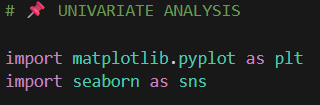 # 📌 UNIVARIATE ANALYSIS
import matplotlib.pyplot as plt
import seaborn as sns